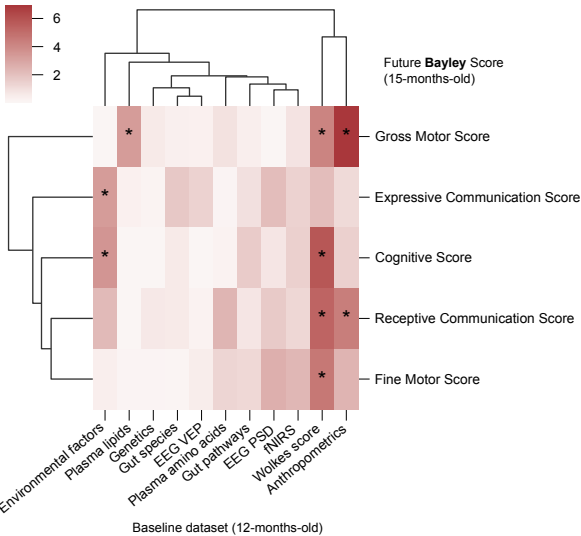 6
4
2
Future Bayley Score
(15-months-old)
* * * Gross Motor Score
* Expressive Communication Score
* * Cognitive Score
* * Receptive Communication Score
* Fine Motor Score
Environmental factors
Plasma lipids
Genetics
Gut species
EEG VEP
Plasma amino acids
Gut pathways
EEG PSD
fNIRS
Wolkes score
Anthropometrics
Baseline dataset (12-months-old)